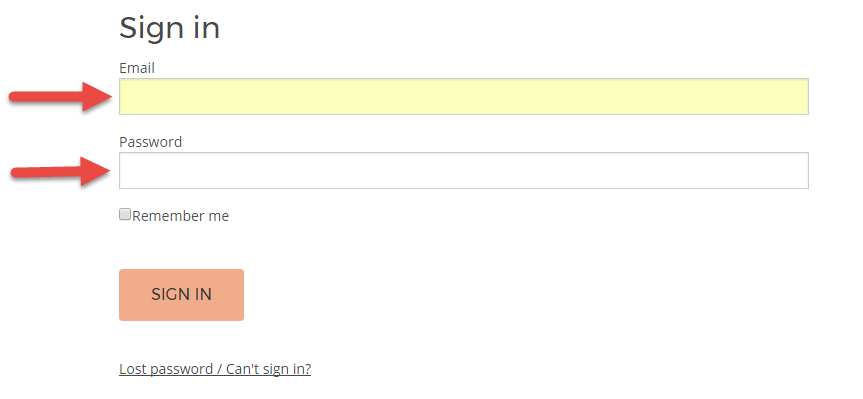 Sign in
Email
Password
Remember me
SIGN IN
Lost password / Can't sign in?